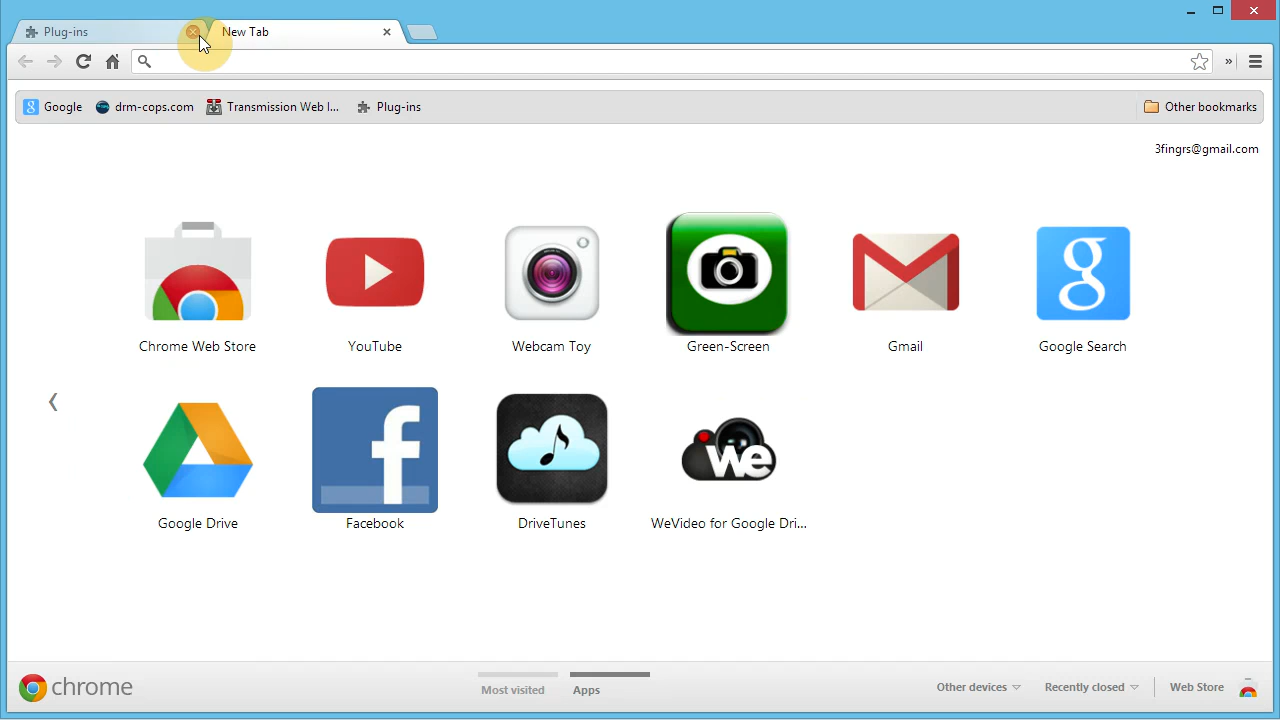 Plug-ins
New Tab
Google
drm-cops.com
Transmission Web I...
Plug-ins
Other bookmarks
3fingrs@gmail.com
Chrome Web Store
YouTube
Webcam Toy
Green-Screen
Gmail
Google Search
Google Drive
Facebook
DriveTunes
We
WeVideo for Google Dri...
chrome
Most visited
Apps
Other devices
Recently closed
Web Store